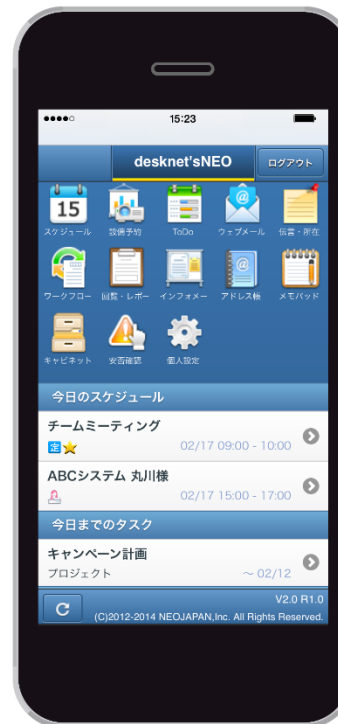 15:23
desknet'sNEO
ログアウト
15
スケジュール 設備予約 ToDo ウェブメール 伝言・所在
ワークフロー 回覧・レポー インフォメー アドレス帳 メモパッド
キャビネット 安否確認 個人設定
今日のスケジュール
チームミーティング
定 02/17 09:00 - 10:00
ABCシステム 丸川様
02/17 15:00 - 17:00
今日までのタスク
キャンペーン計画
プロジェクト ～ 02/12
V2.0 R1.0
(C)2012-2014 NEOJAPAN,Inc. All Rights Reserved.